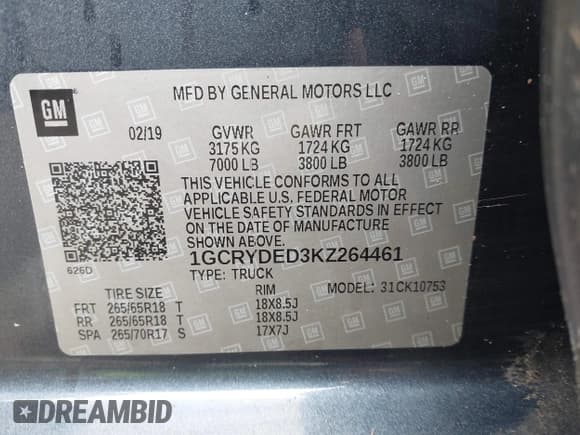 GM
MFD BY GENERAL MOTORS LLC
02/19 GVWR GAWR FRT GAWR RR
3175 KG 1724 KG 1724 KG
7000 LB 3800 LB 3800 LB
THIS VEHICLE CONFORMS TO ALL
APPLICABLE U.S. FEDERAL MOTOR
VEHICLE SAFETY STANDARDS IN EFFECT
ON THE DATE OF MANUFACTURE
SHOWN ABOVE.
626D
1GCRYDED3KZ264461
TYPE: TRUCK MODEL: 31CK10753
TIRE SIZE RIM
FRT 265/65R18 T 18X8.5J
RR 265/65R18 T 18X8.5J
SPA 265/70R17 S 17X7J
DREAMBID